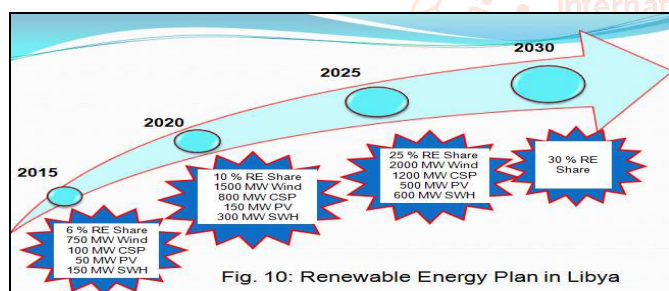 Internat
2030
2025
2020
2015
6 % RE Share
750 MW Wind
100 MW CSP
50 MW PV
150 MW SWH
10 % RE Share
1500 MW Wind
800 MW CSP
150 MW PV
300 MW SWH
25 % RE Share
2000 MW Wind
1200 MW CSP
500 MW PV
600 MW SWH
30 % RE
Share
Fig. 10: Renewable Energy Plan in Libya